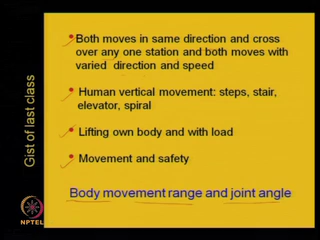 Gist of last class
Both moves in same direction and cross
over any one station and both moves with
varied direction and speed
Human vertical movement: steps, stair,
elevator, spiral
Lifting own body and with load
Movement and safety
Body movement range and joint angle
NPTEL